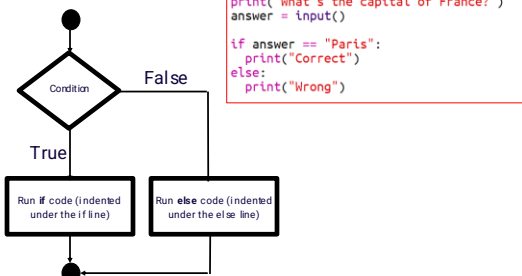 print("What's the capital of France?")
answer = input()
if answer == "Paris":
print("Correct")
else:
print("Wrong")
Condition
False
True
Run if code (indented
under the if line)
Run else code (indented
under the else line)